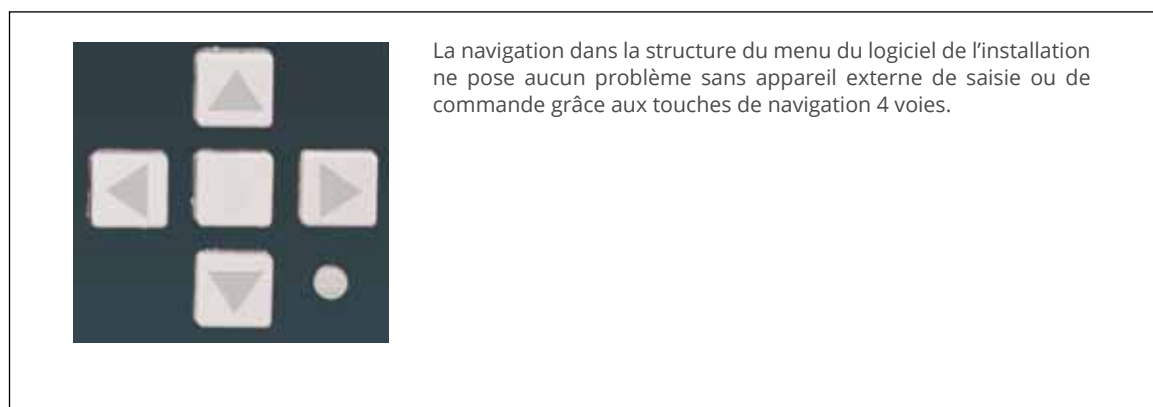 La navigation dans la structure du menu du logiciel de l’installation
ne pose aucun problème sans appareil externe de saisie ou de
commande grâce aux touches de navigation 4 voies.